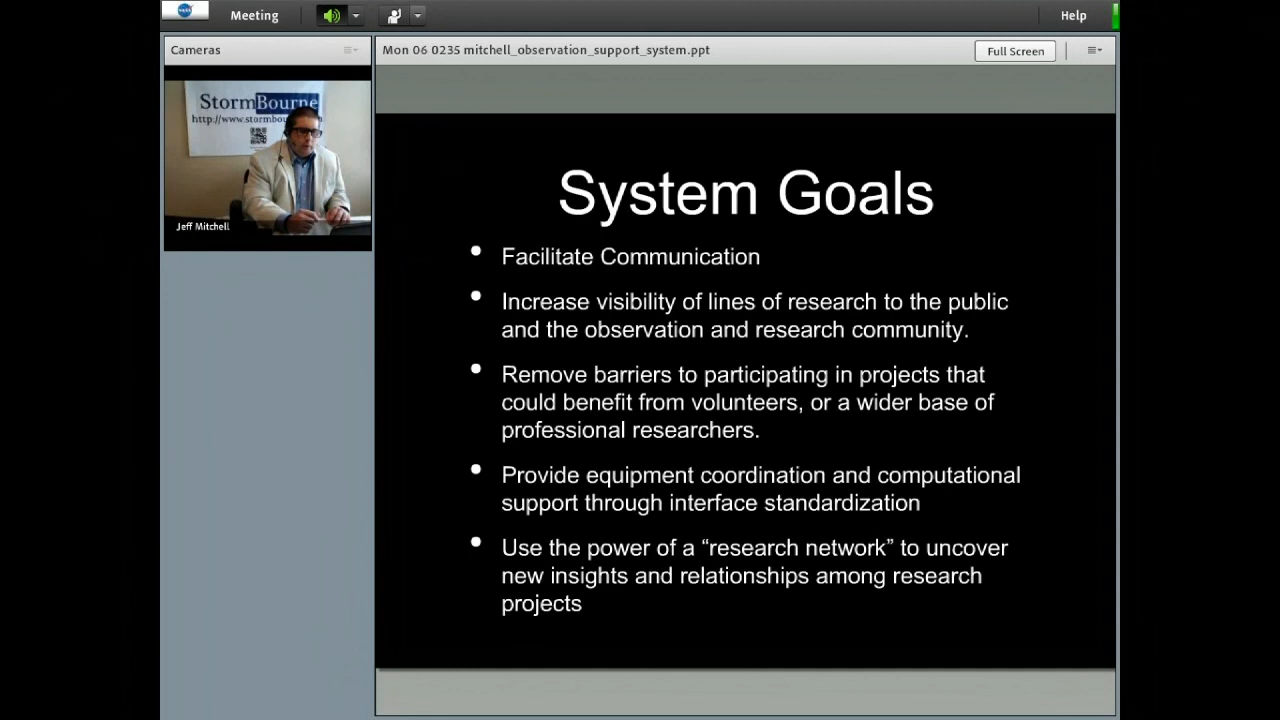 Meeting
Help
Cameras
Mon 06 0235 mitchell_observation_support_system.ppt
Full Screen
StormBourne
Jeff Mitchell
System Goals
• Facilitate Communication
• Increase visibility of lines of research to the public
and the observation and research community.
• Remove barriers to participating in projects that
could benefit from volunteers, or a wider base of
professional researchers.
• Provide equipment coordination and computational
support through interface standardization
• Use the power of a “research network” to uncover
new insights and relationships among research
projects